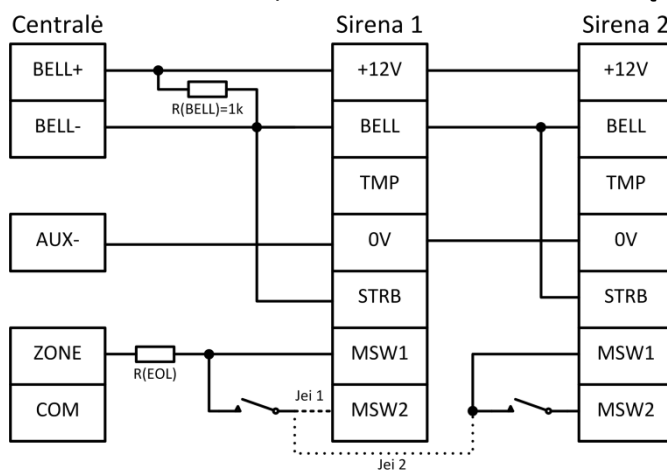 Centralė
Sirena 1
Sirena 2
BELL+
+12V
+12V
R(BELL)=1k
BELL-
BELL
BELL
TMP
TMP
AUX-
0V
0V
STRB
STRB
ZONE
R(EOL)
MSW1
MSW1
COM
Jei 1
MSW2
MSW2
Jei 2